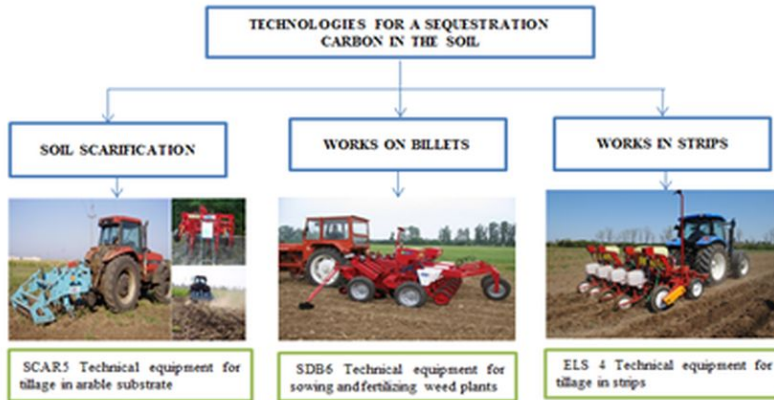 TECHNOLOGIES FOR A SEQUESTRATION
CARBON IN THE SOIL
SOIL SCARIFICATION
WORKS ON BILLETS
WORKS IN STRIPS
SCAR5 Technical equipment for
tillage in arable substrate
SDB6 Technical equipment for
sowing and fertilizing weed plants
ELS 4 Technical equipment for
tillage in strips